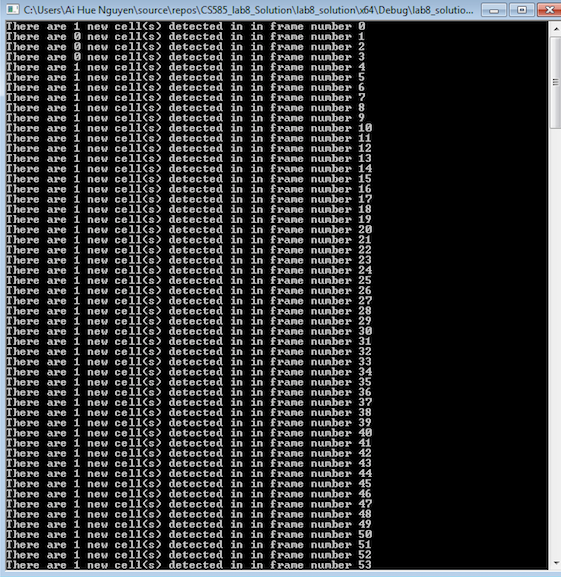 C:\Users\Ai Hue Nguyen\source\repos\CS585_lab8_Solution\lab8_solution\x64\Debug\lab8_solutio...
There are 1 new cell(s) detected in in frame number 0
There are 0 new cell(s) detected in in frame number 1
There are 0 new cell(s) detected in in frame number 2
There are 0 new cell(s) detected in in frame number 3
There are 1 new cell(s) detected in in frame number 4
There are 1 new cell(s) detected in in frame number 5
There are 1 new cell(s) detected in in frame number 6
There are 1 new cell(s) detected in in frame number 7
There are 1 new cell(s) detected in in frame number 8
There are 1 new cell(s) detected in in frame number 9
There are 1 new cell(s) detected in in frame number 10
There are 1 new cell(s) detected in in frame number 11
There are 1 new cell(s) detected in in frame number 12
There are 1 new cell(s) detected in in frame number 13
There are 1 new cell(s) detected in in frame number 14
There are 1 new cell(s) detected in in frame number 15
There are 1 new cell(s) detected in in frame number 16
There are 1 new cell(s) detected in in frame number 17
There are 1 new cell(s) detected in in frame number 18
There are 1 new cell(s) detected in in frame number 19
There are 1 new cell(s) detected in in frame number 20
There are 1 new cell(s) detected in in frame number 21
There are 1 new cell(s) detected in in frame number 22
There are 1 new cell(s) detected in in frame number 23
There are 1 new cell(s) detected in in frame number 24
There are 1 new cell(s) detected in in frame number 25
There are 1 new cell(s) detected in in frame number 26
There are 1 new cell(s) detected in in frame number 27
There are 1 new cell(s) detected in in frame number 28
There are 1 new cell(s) detected in in frame number 29
There are 1 new cell(s) detected in in frame number 30
There are 1 new cell(s) detected in in frame number 31
There are 1 new cell(s) detected in in frame number 32
There are 1 new cell(s) detected in in frame number 33
There are 1 new cell(s) detected in in frame number 34
There are 1 new cell(s) detected in in frame number 35
There are 1 new cell(s) detected in in frame number 36
There are 1 new cell(s) detected in in frame number 37
There are 1 new cell(s) detected in in frame number 38
There are 1 new cell(s) detected in in frame number 39
There are 1 new cell(s) detected in in frame number 40
There are 1 new cell(s) detected in in frame number 41
There are 1 new cell(s) detected in in frame number 42
There are 1 new cell(s) detected in in frame number 43
There are 1 new cell(s) detected in in frame number 44
There are 1 new cell(s) detected in in frame number 45
There are 1 new cell(s) detected in in frame number 46
There are 1 new cell(s) detected in in frame number 47
There are 1 new cell(s) detected in in frame number 48
There are 1 new cell(s) detected in in frame number 49
There are 1 new cell(s) detected in in frame number 50
There are 1 new cell(s) detected in in frame number 51
There are 1 new cell(s) detected in in frame number 52
There are 1 new cell(s) detected in in frame number 53